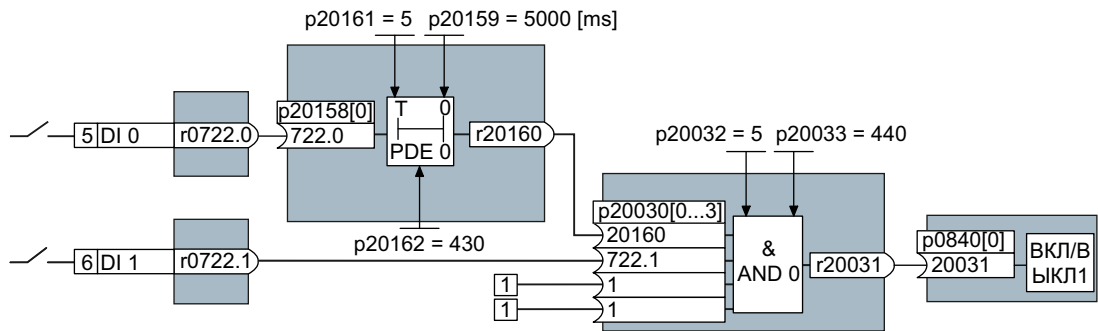 p20161 = 5 p20159 = 5000 [ms]
p20158[0]
T 0
5 DI 0 r0722.0 722.0 r20160
PDE 0
p20162 = 430
p20032 = 5 p20033 = 440
p20030[0...3]
20160
6 DI 1 r0722.1 722.1
&
AND 0
1 1
1 1
r20031
p0840[0]
20031
ВКЛ/В
ЫКЛ1